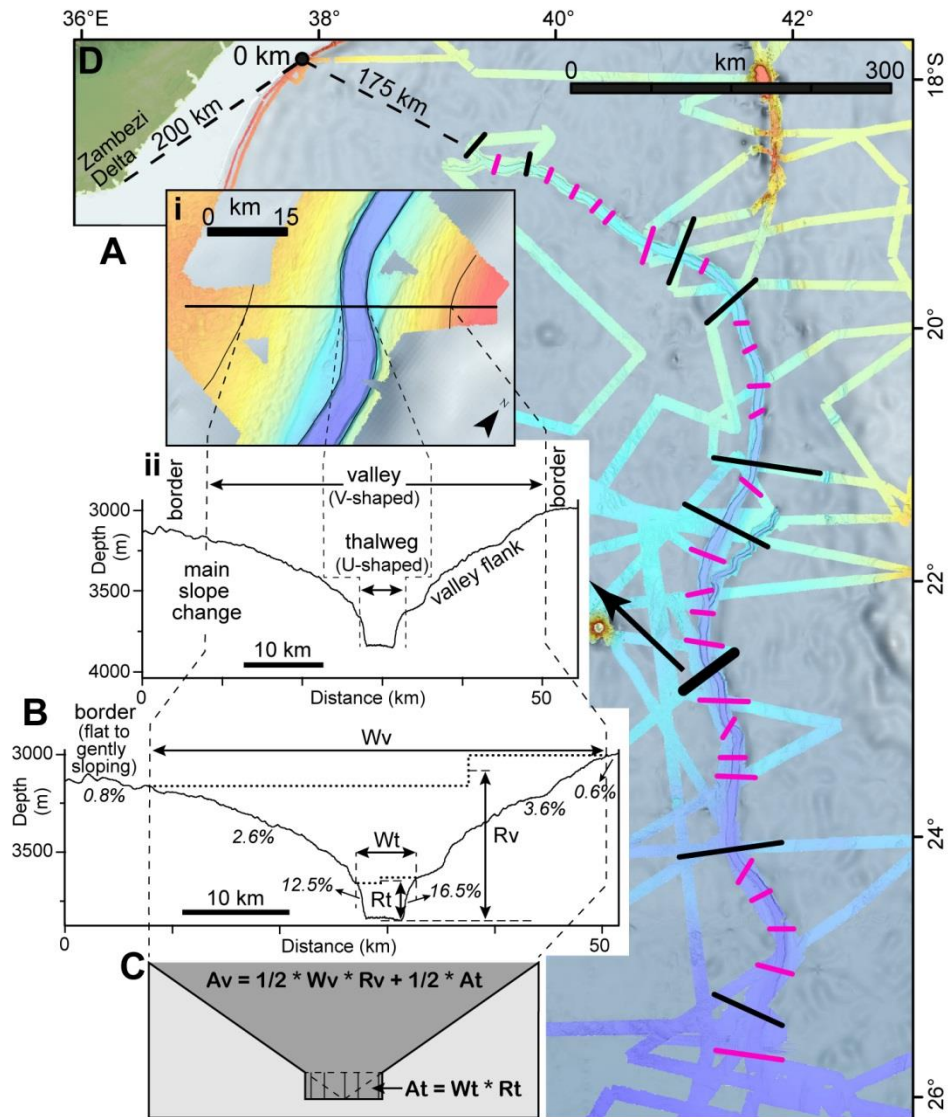 36°E
38°
40°
42°
D
0 km
km
0
300
18°S
Zambezi
Delta
200 km
175 km
A
i
km
0
15
N
20°
ii
border
valley
(V-shaped)
border
3000
Depth
(m)
thalweg
(U-shaped)
main
slope
change
valley flank
3500
22°
4000
10 km
Distance (km)
50
B
border
(flat to
gently
sloping)
Wv
3000
Depth
(m)
0.8%
2.6%
3.6%
0.6%
Rv
3500
Wt
Rt
12.5%
16.5%
24°
10 km
0
Distance (km)
50
C
Av = 1/2 * Wv * Rv + 1/2 * At
At = Wt * Rt
26°